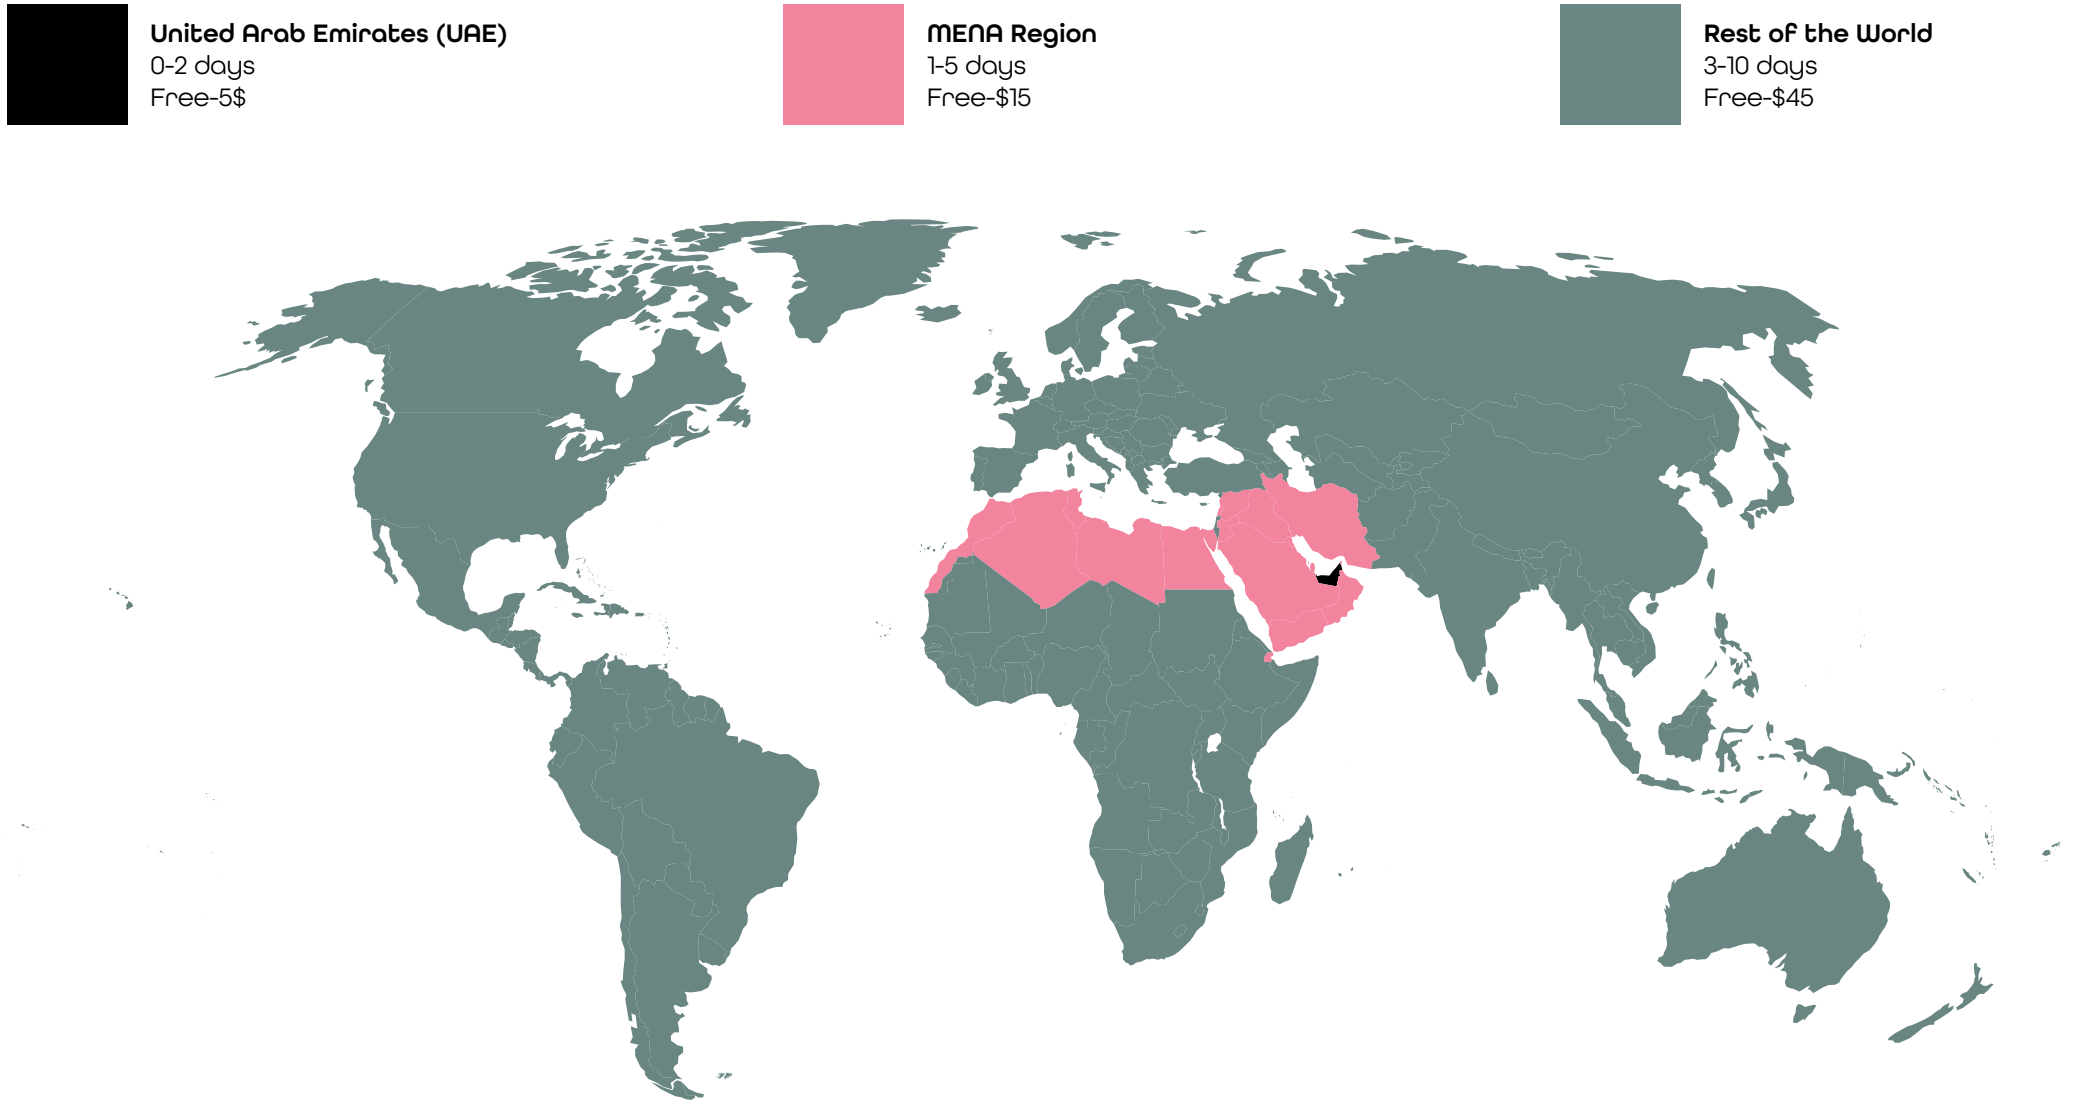 United Arab Emirates (UAE)
0-2 days
Free-5$
MENA Region
1-5 days
Free-$15
Rest of the World
3-10 days
Free-$45